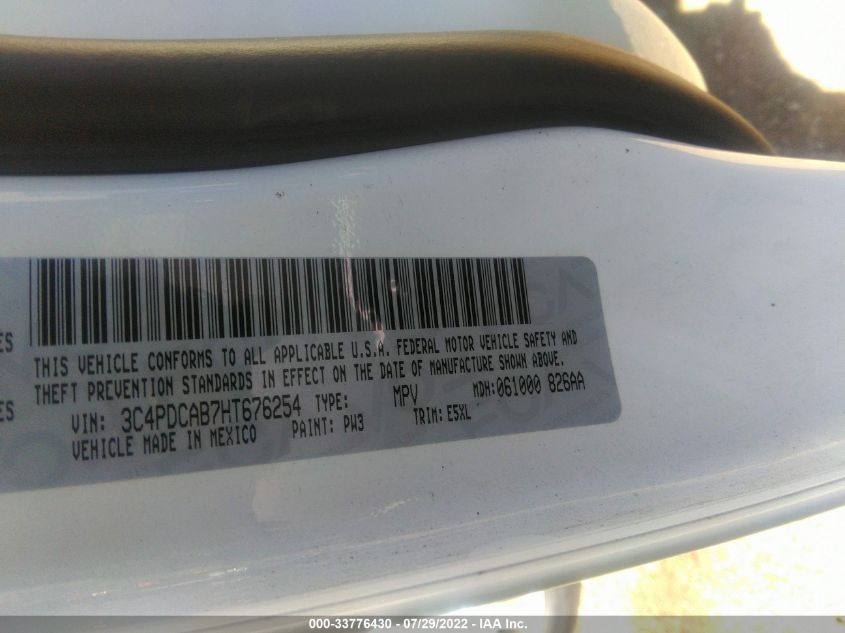 ES
THIS VEHICLE CONFORMS TO ALL APPLICABLE U.S.A. FEDERAL MOTOR VEHICLE SAFETY AND
THEFT PREVENTION STANDARDS IN EFFECT ON THE DATE OF MANUFACTURE SHOWN ABOVE.
ES
VIN: 3C4PDCAB7HT676254 TYPE: MPV MDH: 061000 826AA
VEHICLE MADE IN MEXICO PAINT: PW3 TRIM: E5XL
000-33776430 - 07/29/2022 - IAA Inc.